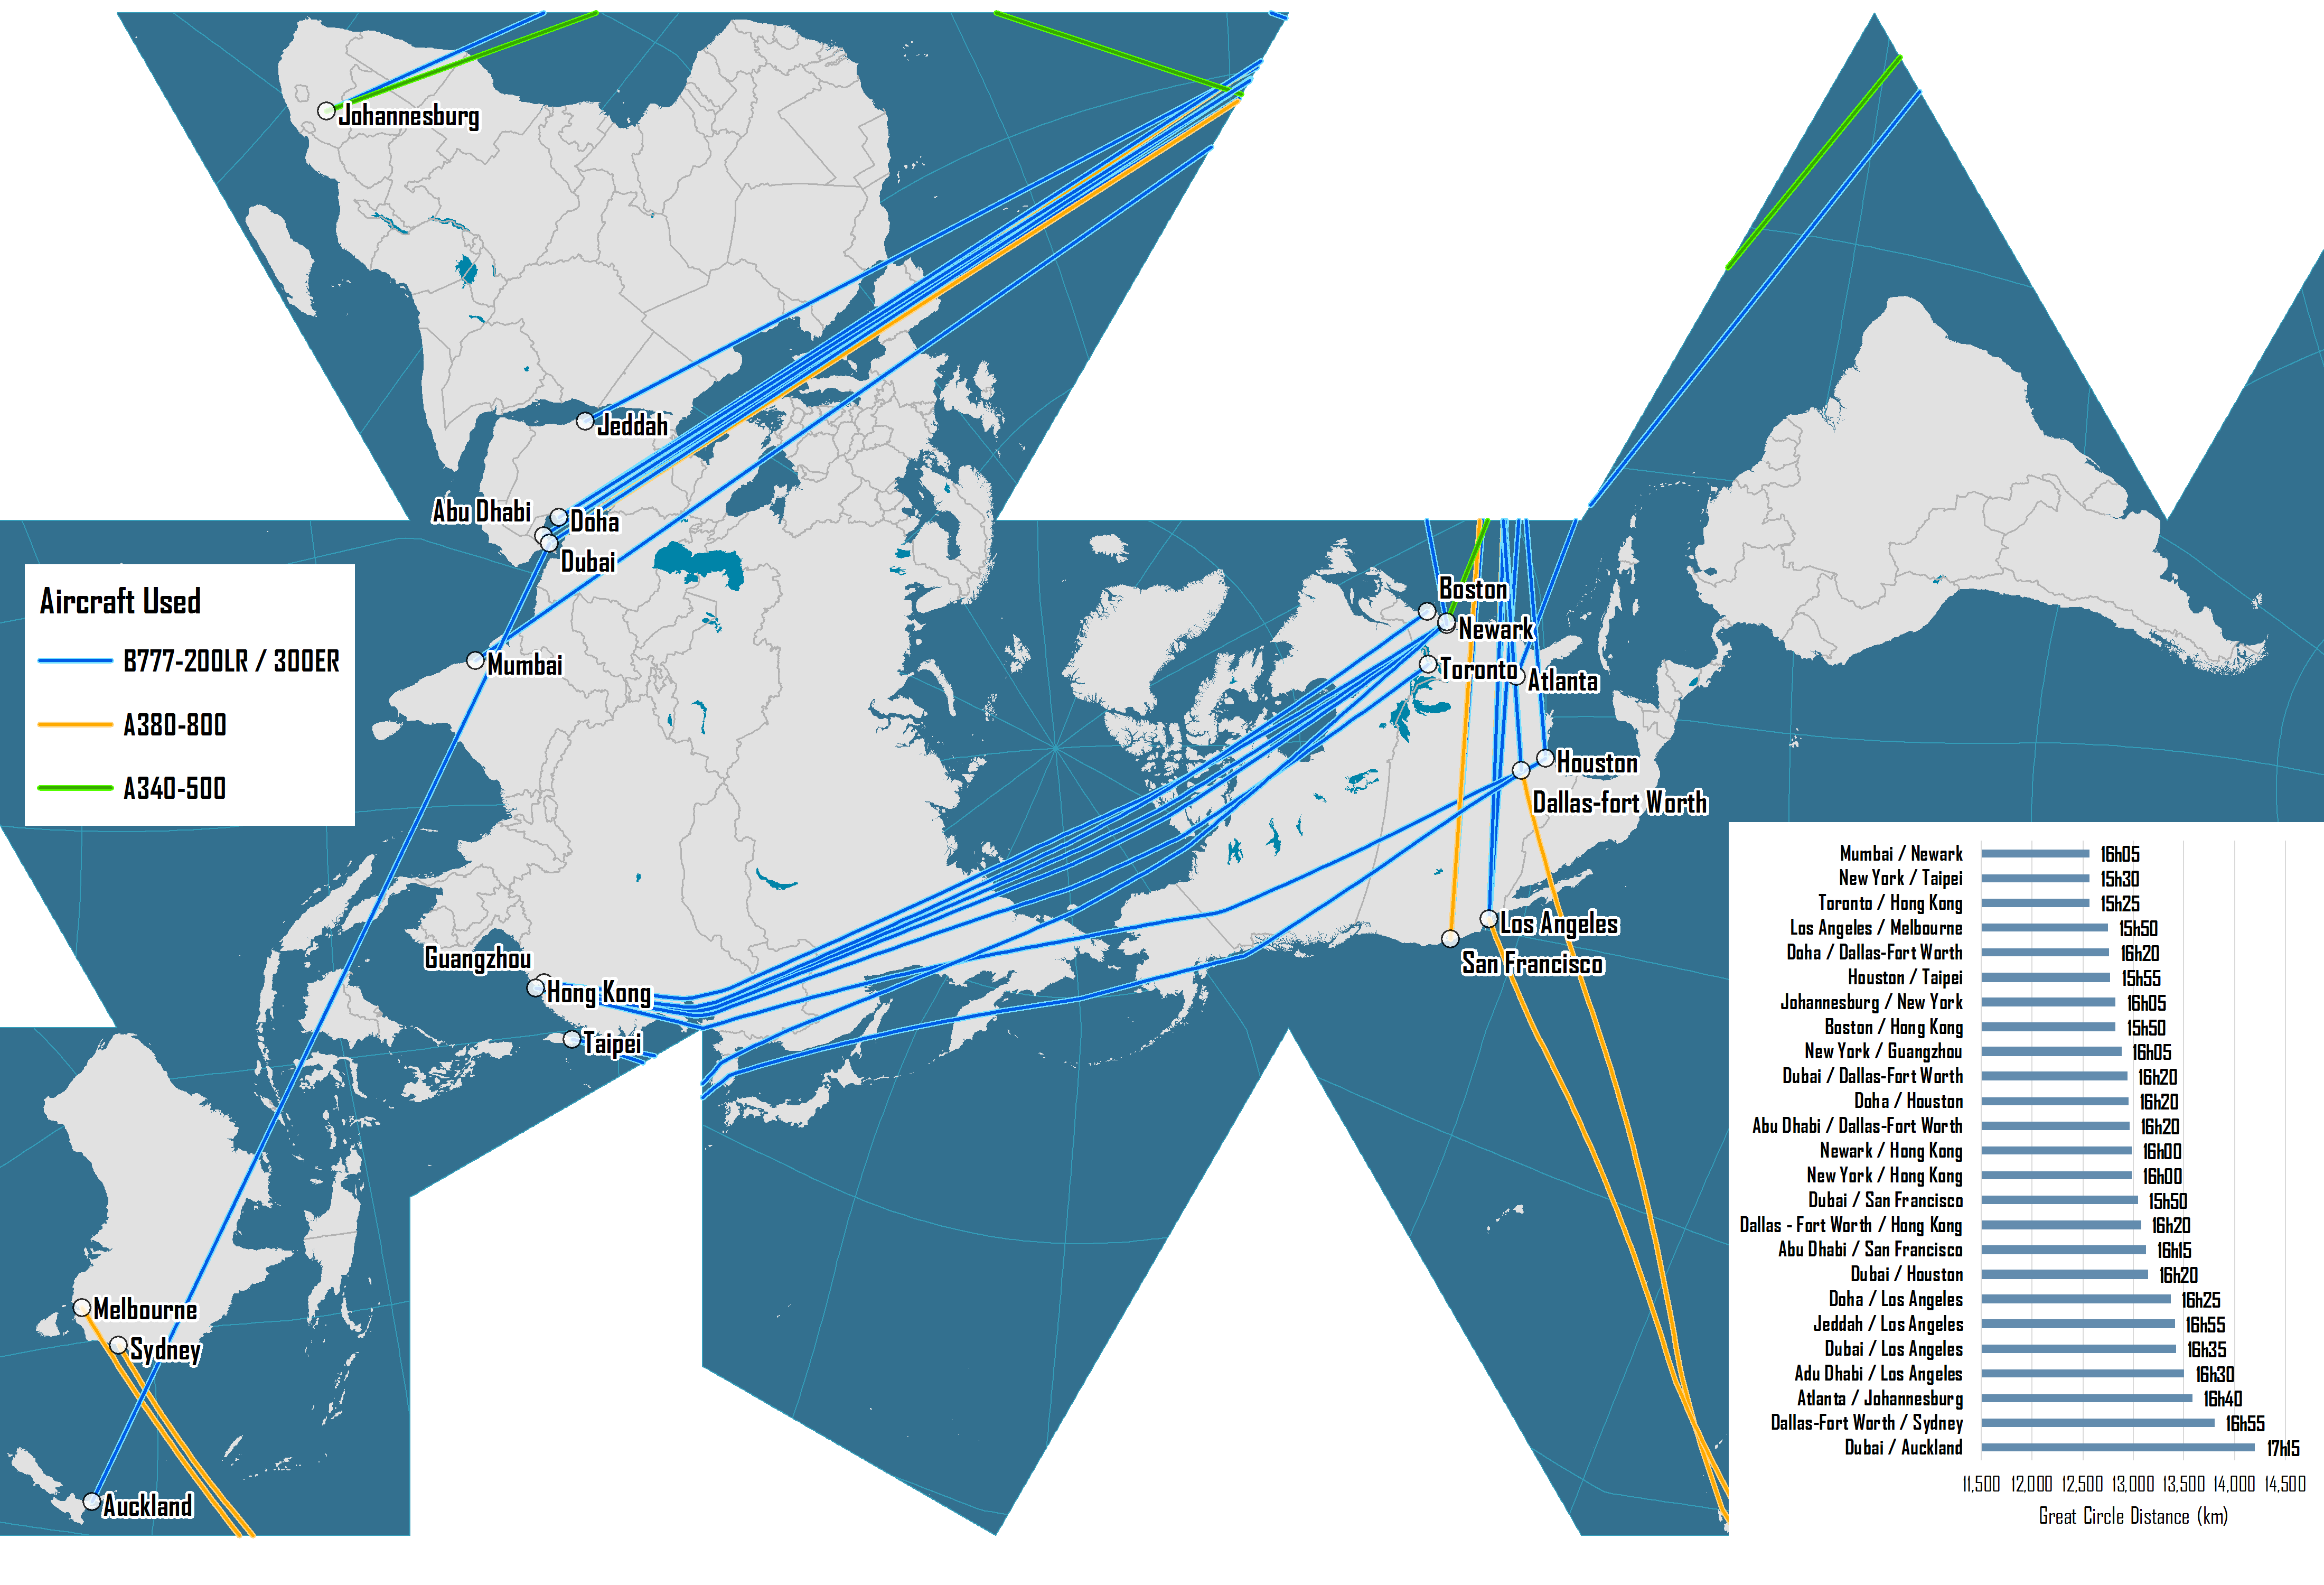 Johannesburg
Jeddah
Abu Dhabi
Doha
Dubai
Aircraft Used
B777-200LR / 300ER
A380-800
A340-500
Mumbai
Boston
Newark
Toronto
Atlanta
Houston
Dallas-fort Worth
Los Angeles
San Francisco
Guangzhou
Hong Kong
Taipei
Melbourne
Sydney
Auckland
Mumbai / Newark 16h05
New York / Taipei 15h30
Toronto / Hong Kong 15h25
Los Angeles / Melbourne 15h50
Doha / Dallas-Fort Worth 16h20
Houston / Taipei 15h55
Johannesburg / New York 16h05
Boston / Hong Kong 15h50
New York / Guangzhou 16h05
Dubai / Dallas-Fort Worth 16h20
Doha / Houston 16h20
Abu Dhabi / Dallas-Fort Worth 16h20
Newark / Hong Kong 16h00
New York / Hong Kong 16h00
Dubai / San Francisco 15h50
Dallas - Fort Worth / Hong Kong 16h20
Abu Dhabi / San Francisco 16h15
Dubai / Houston 16h20
Doha / Los Angeles 16h25
Jeddah / Los Angeles 16h55
Dubai / Los Angeles 16h35
Adu Dhabi / Los Angeles 16h30
Atlanta / Johannesburg 16h40
Dallas-Fort Worth / Sydney 16h55
Dubai / Auckland 17h15
11,500 12,000 12,500 13,000 13,500 14,000 14,500
Great Circle Distance (km)